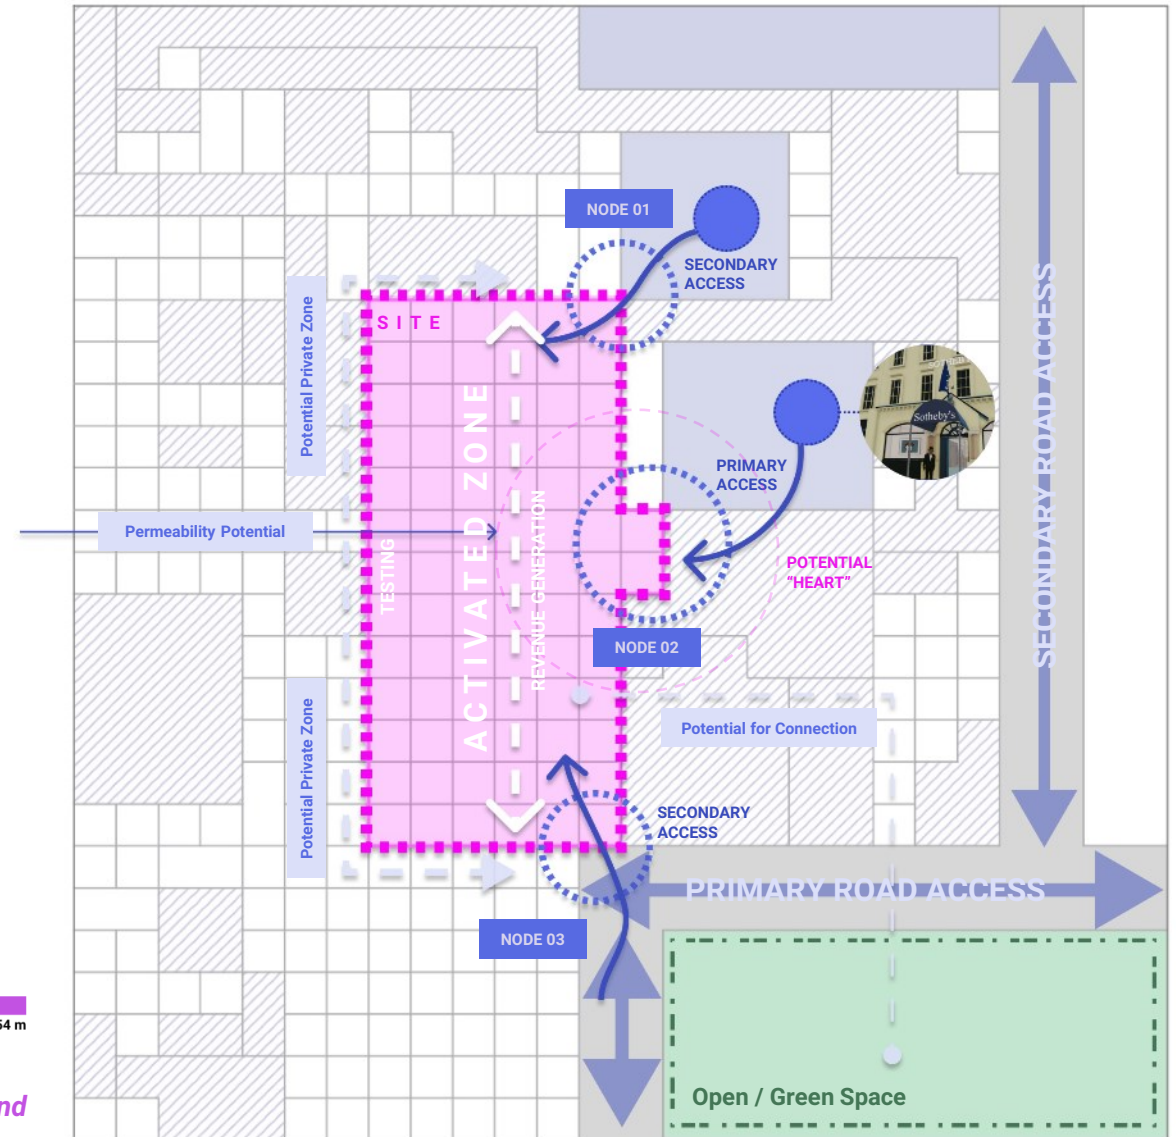 NODE 01
SECONDARY
ACCESS
SITE
Potential Private Zone
SECONDARY ROAD ACCESS
Sotheby's
PRIMARY
ACCESS
ACTIVATED ZONE
REVENUE GENERATION
TESTING
Permeability Potential
POTENTIAL
“HEART”
NODE 02
Potential for Connection
Potential Private Zone
SECONDARY
ACCESS
PRIMARY ROAD ACCESS
NODE 03
54 m
nd
Open / Green Space